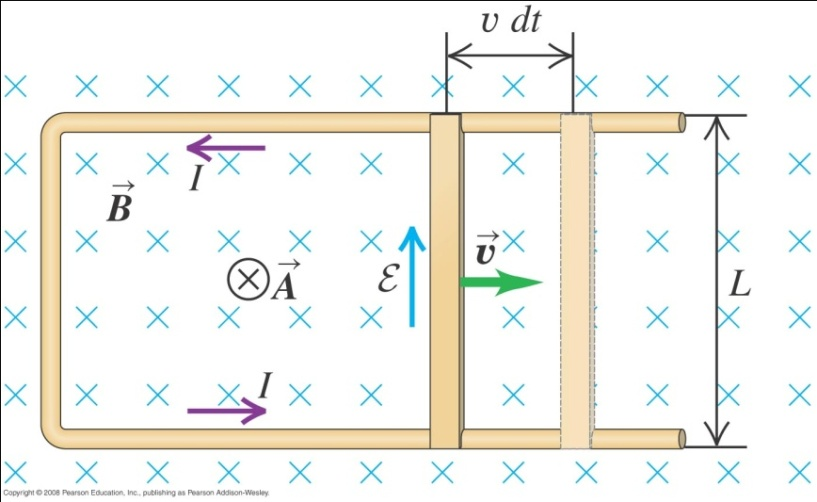 v dt
I
B
A
ℰ
v
L
I
Copyright © 2008 Pearson Education, Inc., publishing as Pearson Addison-Wesley.